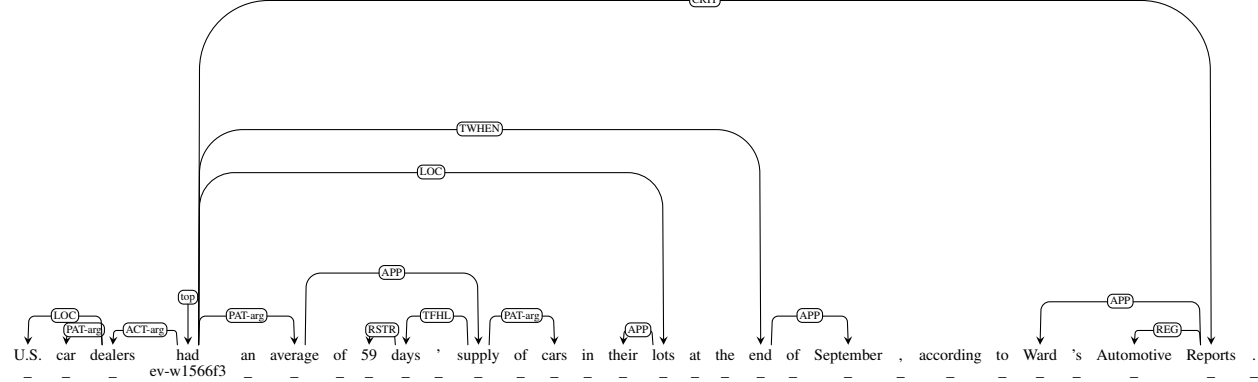 CRIT
TWHEN
LOC
APP
top
APP
LOC PAT-arg RSTR TFHL PAT-arg APP
PAT-arg ACT-arg APP REG
U.S. car dealers had an average of 59 days ' supply of cars in their lots at the end of September , according to Ward 's Automotive Reports .
_ _ _ ev-w1566f3 _ _ _ _ _ _ _ _ _ _ _ _ _ _ _ _ _ _ _ _ _ _ _ _ _